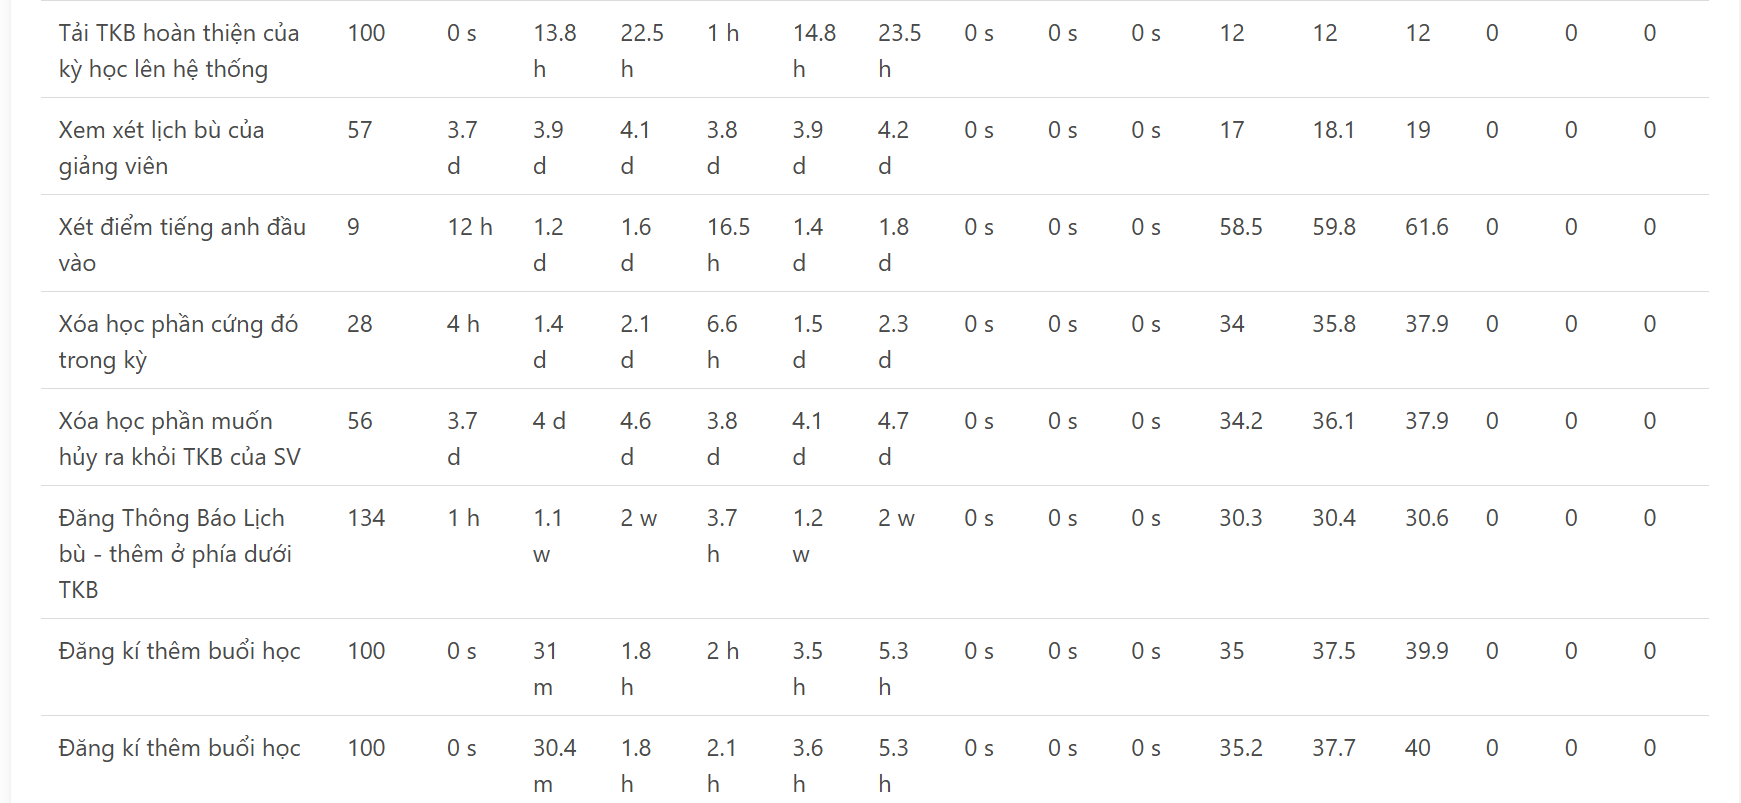 Tải TKB hoàn thiện của 100 0 s 13.8 22.5 1 h 14.8 23.5 0 s 0 s 0 s 12 12 12 0 0 0
kỳ học lên hệ thống h h h h
Xem xét lịch bù của 57 3.7 3.9 4.1 3.8 3.9 4.2 0 s 0 s 0 s 17 18.1 19 0 0 0
giảng viên d d d d d d
Xét điểm tiếng anh đầu 9 12 h 1.2 1.6 16.5 1.4 1.8 0 s 0 s 0 s 58.5 59.8 61.6 0 0 0
vào d d h d d
Xóa học phần cứng đó 28 4 h 1.4 2.1 6.6 1.5 2.3 0 s 0 s 0 s 34 35.8 37.9 0 0 0
trong kỳ d d h d d
Xóa học phần muốn 56 3.7 4 d 4.6 3.8 4.1 4.7 0 s 0 s 0 s 34.2 36.1 37.9 0 0 0
hủy ra khỏi TKB của SV d d d d d
Đăng Thông Báo Lịch 134 1 h 1.1 2 w 3.7 1.2 2 w 0 s 0 s 0 s 30.3 30.4 30.6 0 0 0
bù - thêm ở phía dưới w h w
TKB
Đăng kí thêm buổi học 100 0 s 31 1.8 2 h 3.5 5.3 0 s 0 s 0 s 35 37.5 39.9 0 0 0
m h h h
Đăng kí thêm buổi học 100 0 s 30.4 1.8 2.1 3.6 5.3 0 s 0 s 0 s 35.2 37.7 40 0 0 0
m h h h h